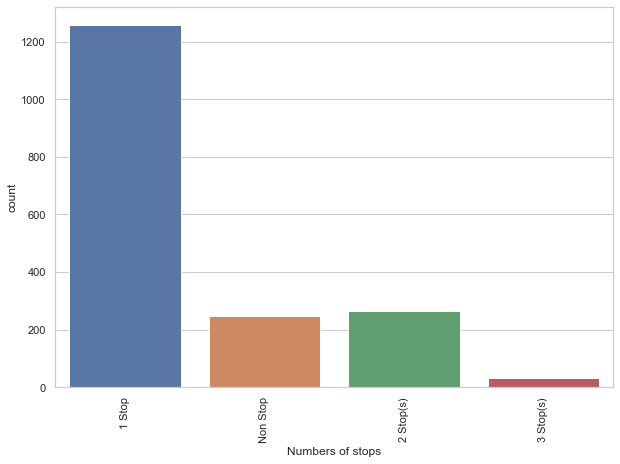 1200
1000
800
600
400
200
0
count
1 Stop
Non Stop
2 Stop(s)
3 Stop(s)
Numbers of stops